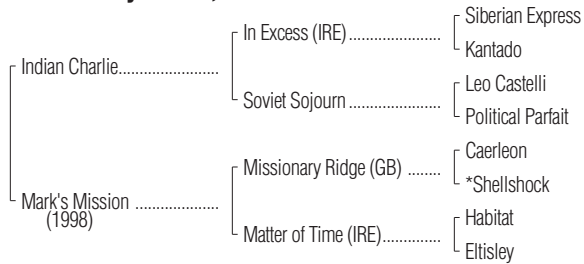 Siberian Express
In Excess (IRE)....................
Kantado
Indian Charlie......................
Leo Castelli
Soviet Sojourn ....................
Political Parfait
Caerleon
Missionary Ridge (GB) .......
*Shellshock
Mark's Mission ..................
(1998)
Habitat
Matter of Time (IRE).............
Eltisley